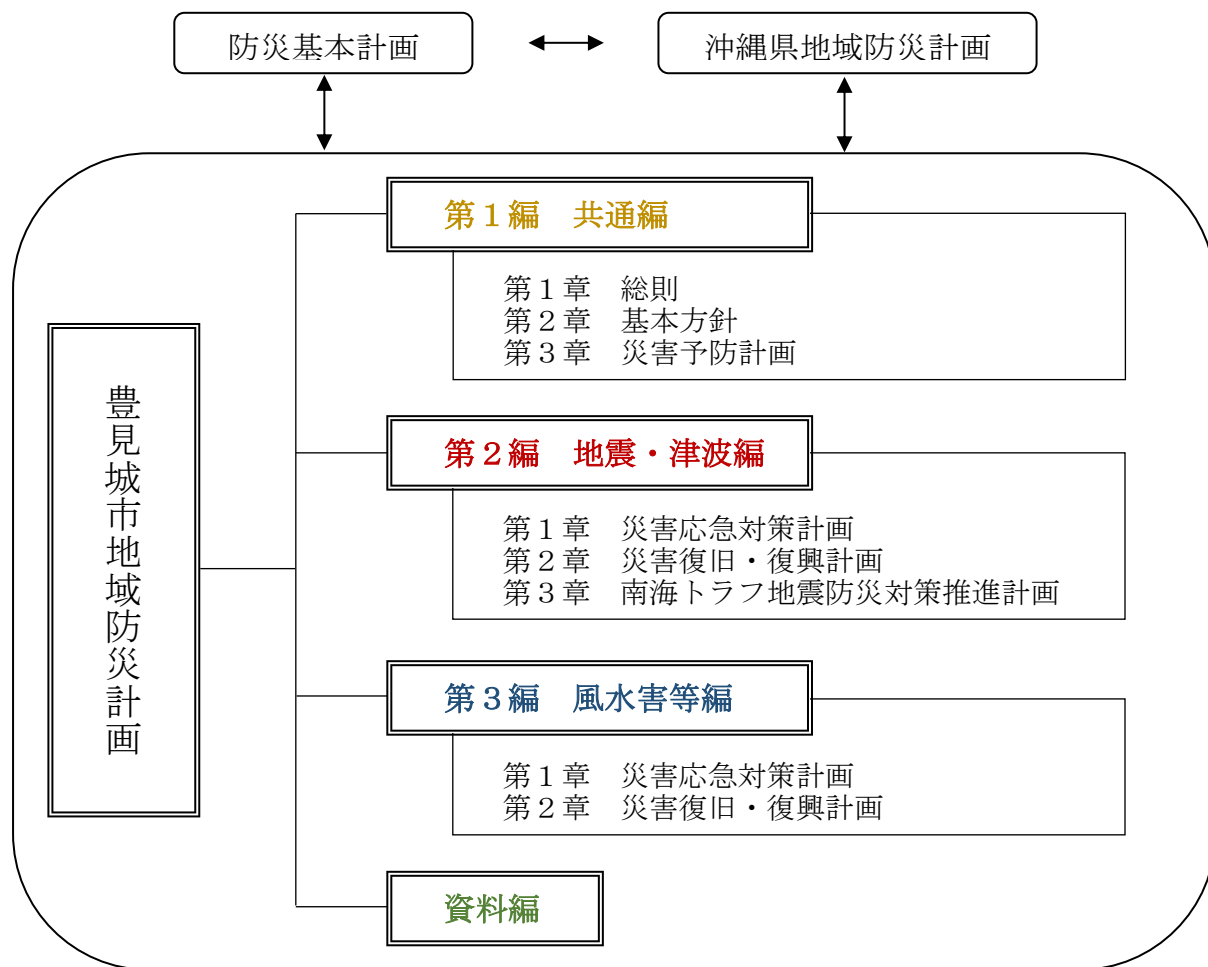 防災基本計画
沖縄県地域防災計画
豊見城市地域防災計画
第１編　共通編
第１章　総則
第２章　基本方針
第３章　災害予防計画
第２編　地震・津波編
第１章　災害応急対策計画
第２章　災害復旧・復興計画
第３章　南海トラフ地震防災対策推進計画
第３編　風水害等編
第１章　災害応急対策計画
第２章　災害復旧・復興計画
資料編